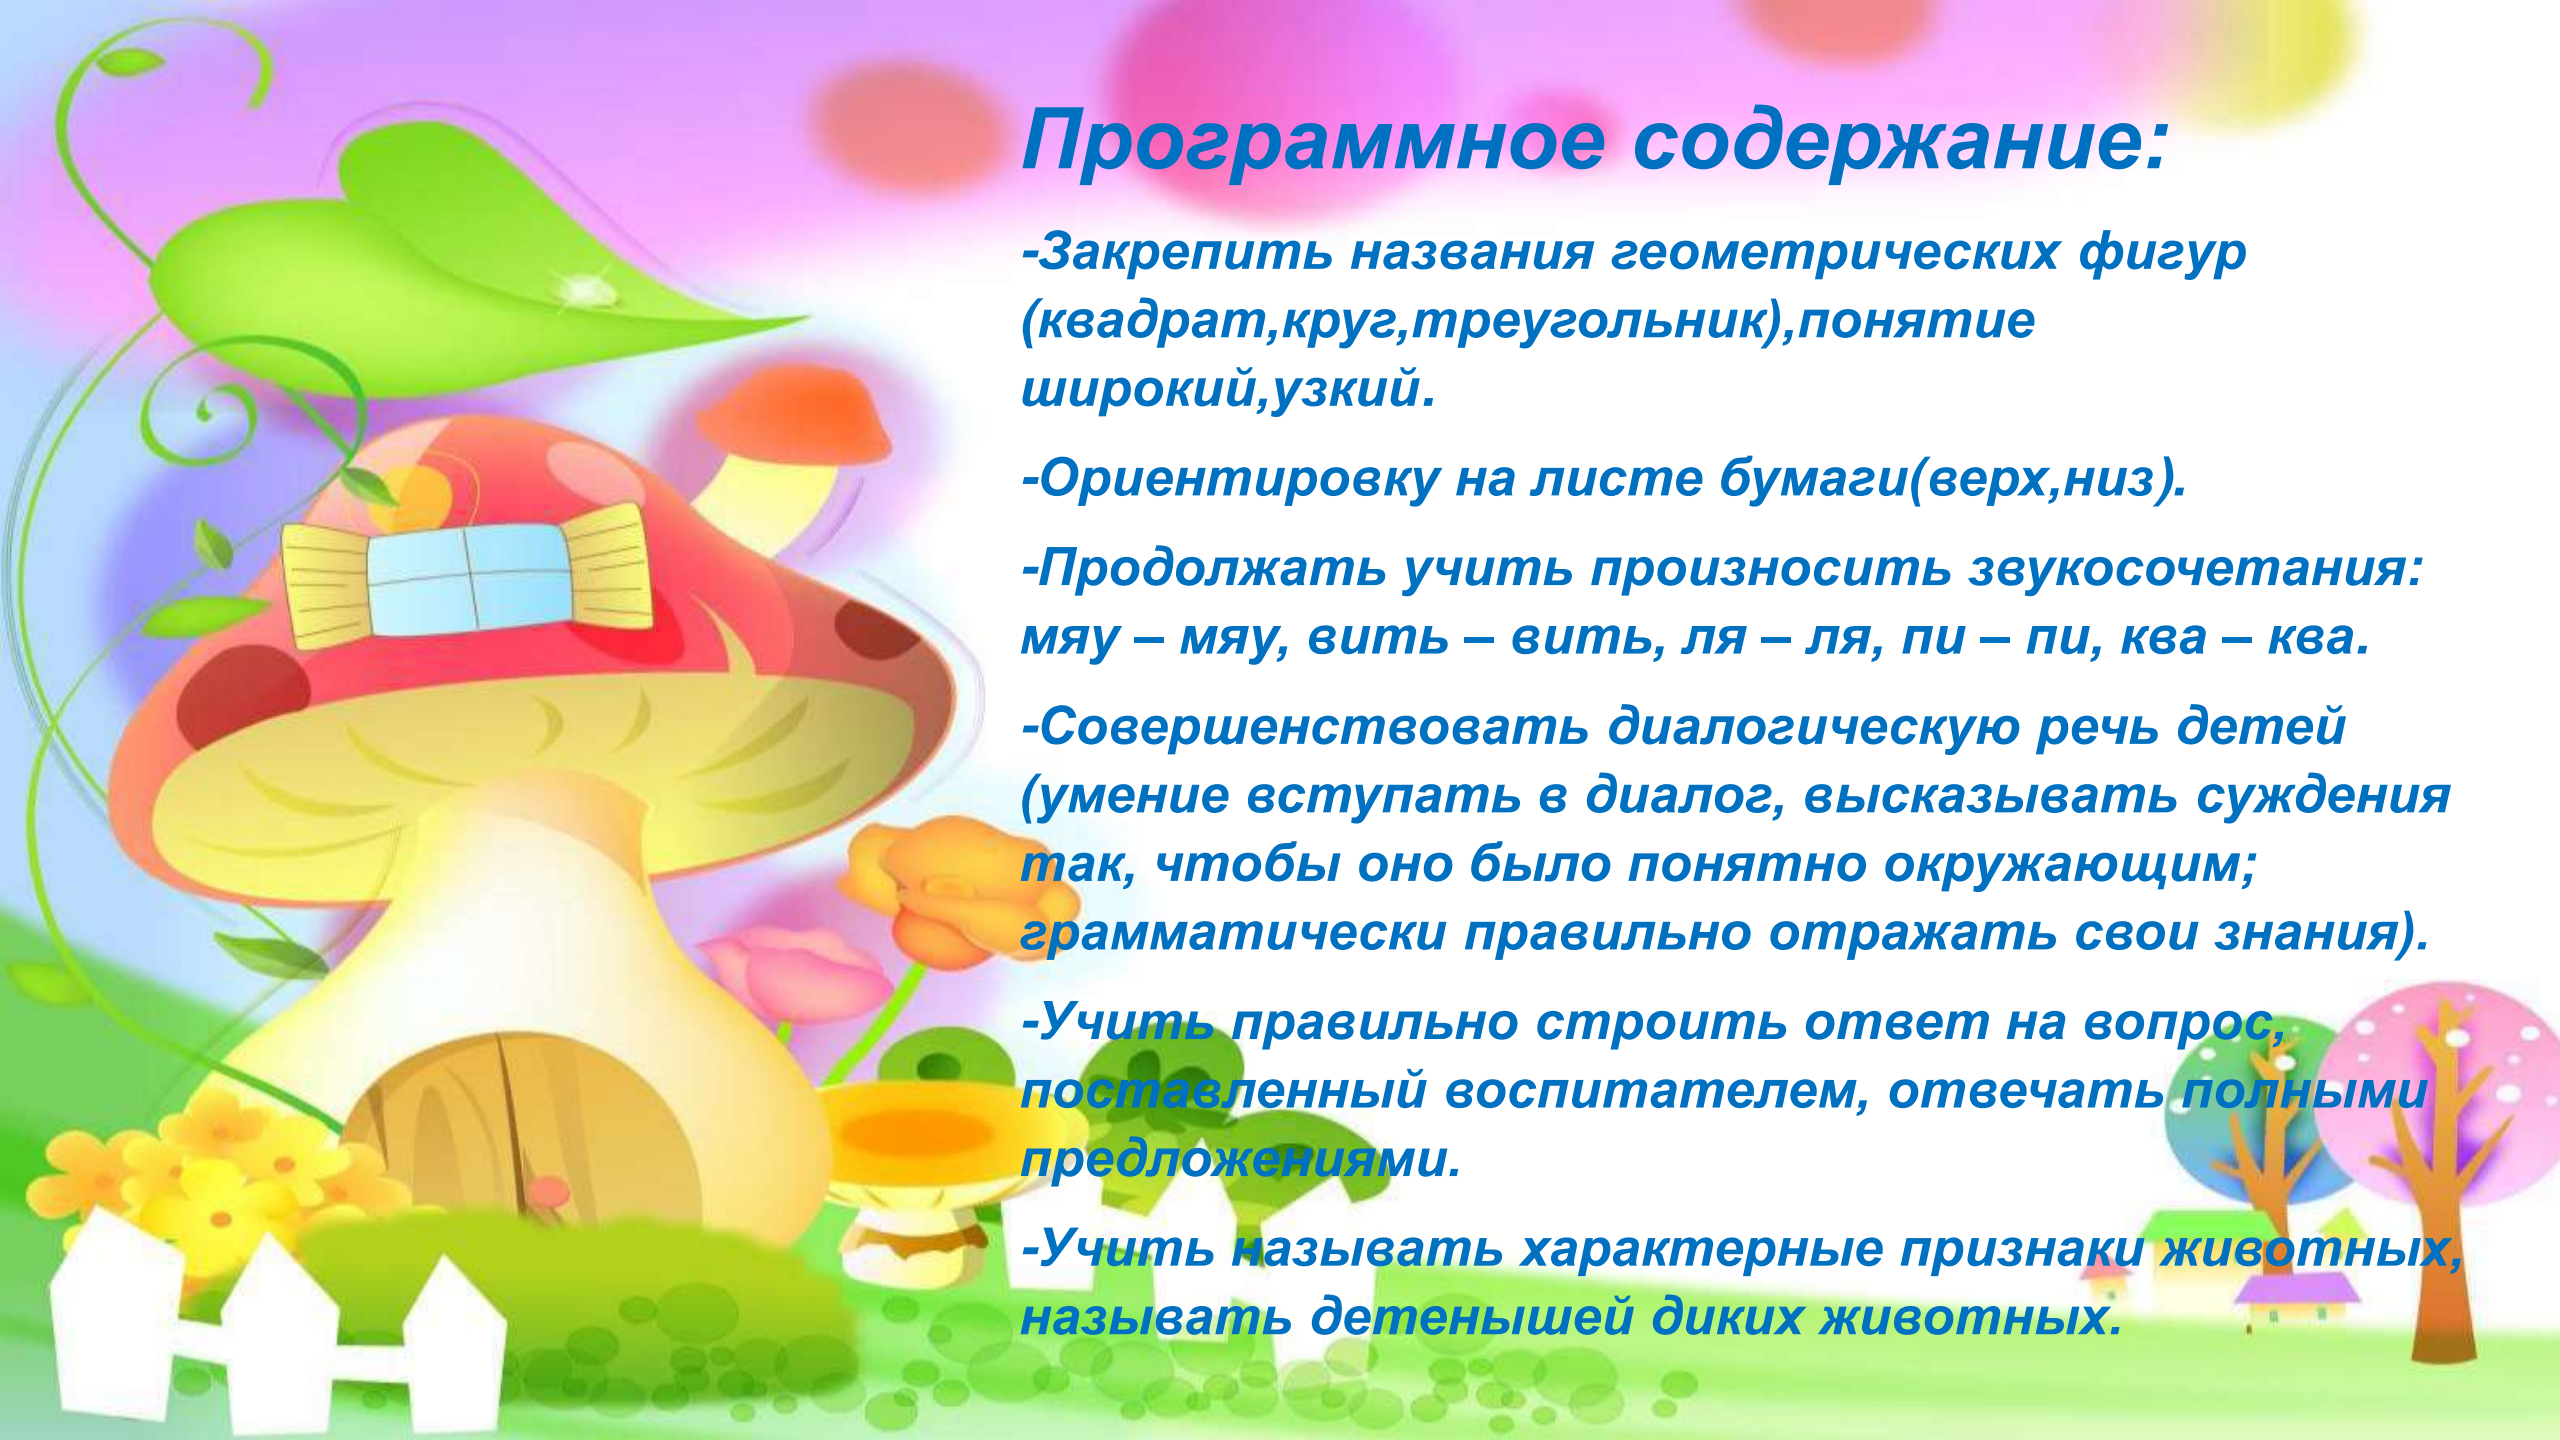 Программное содержание:
-Закрепить названия геометрических фигур
(квадрат,круг,треугольник),понятие
широкий,узкий.
-Ориентировку на листе бумаги(верх,низ).
-Продолжать учить произносить звукосочетания:
мяу – мяу, вить – вить, ля – ля, пи – пи, ква – ква.
-Совершенствовать диалогическую речь детей
(умение вступать в диалог, высказывать суждения
так, чтобы оно было понятно окружающим;
грамматически правильно отражать свои знания).
-Учить правильно строить ответ на вопрос,
поставленный воспитателем, отвечать полными
предложениями.
-Учить называть характерные признаки животных,
называть детенышей диких животных.